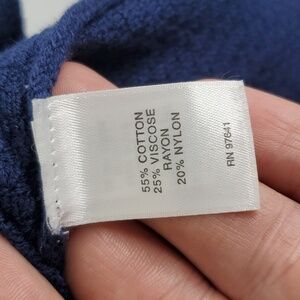 55% COTTON
25% VISCOSE
RAYON
20% NYLON
RN 97641